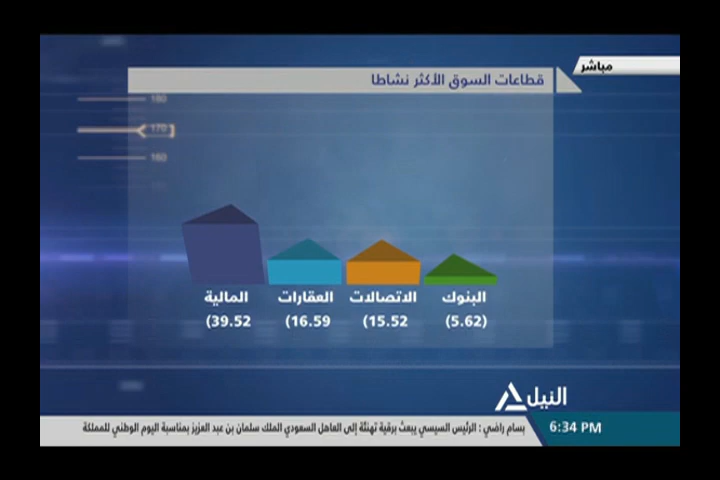 مباشر
قطاعات السوق الأكثر نشاطا
180
170
160
المالية العقارات الاتصالات البنوك
(39.52 (16.59 (15.52 (5.62)
النيل
6:34 PM
بسام راضي : الرئيس السيسي يبعث برقية تهنئة إلى العاهل السعودي الملك سلمان بن عبد العزيز بمناسبة اليوم الوطني للمملكة